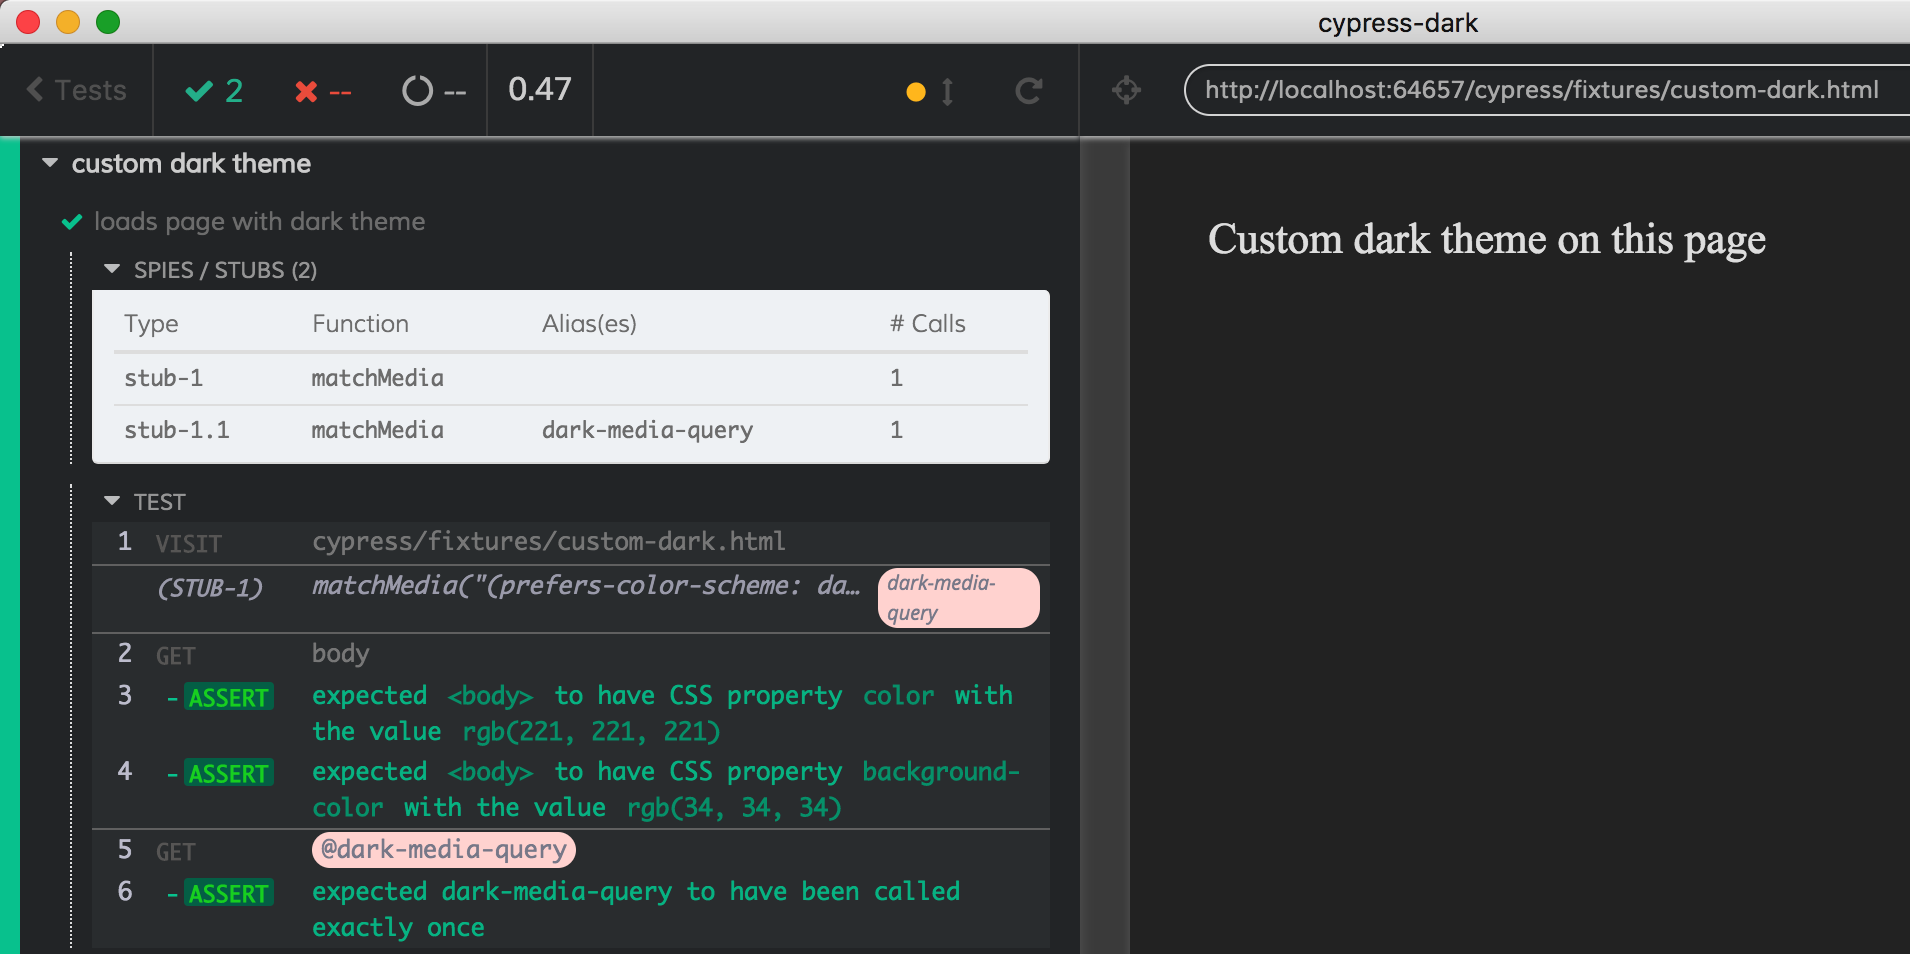 cypress-dark
Tests
2
--
--
0.47
http://localhost:64657/cypress/fixtures/custom-dark.html
custom dark theme
loads page with dark theme
SPIES / STUBS (2)
Type Function Alias(es) # Calls
stub-1 matchMedia 1
stub-1.1 matchMedia dark-media-query 1
TEST
1 VISIT cypress/fixtures/custom-dark.html
(STUB-1) matchMedia("(prefers-color-scheme: da… dark-media-
query
2 GET body
3 -ASSERT expected <body> to have CSS property color with
the value rgb(221, 221, 221)
4 -ASSERT expected <body> to have CSS property background-
color with the value rgb(34, 34, 34)
5 GET @dark-media-query
6 -ASSERT expected dark-media-query to have been called
exactly once
Custom dark theme on this page